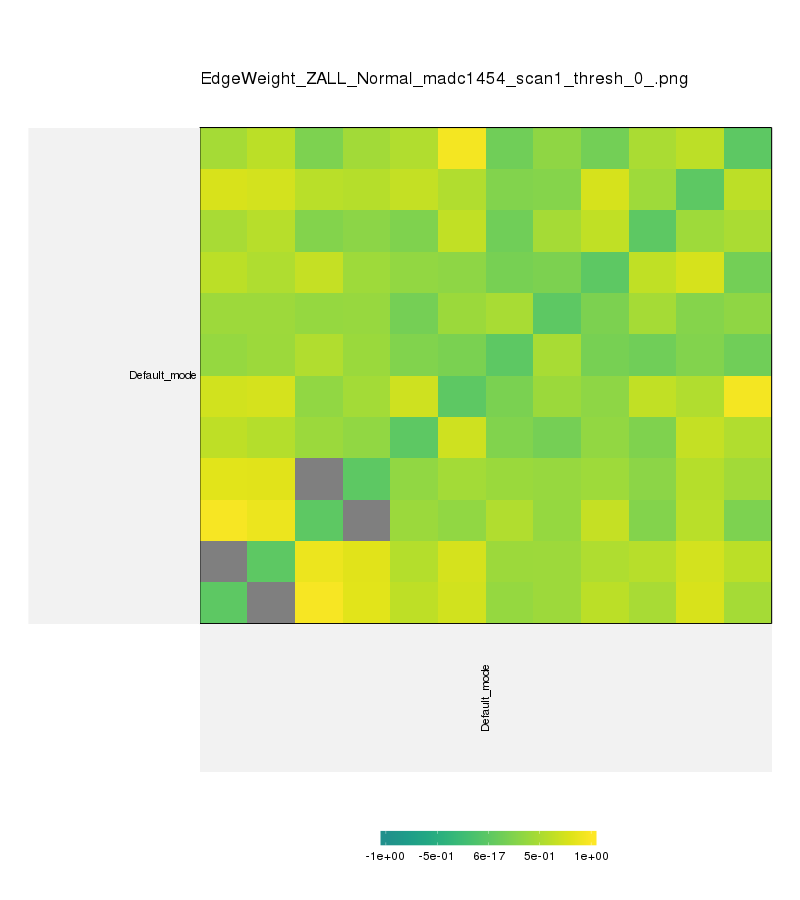 EdgeWeight_ZALL_Normal_madc1454_scan1_thresh_0_.png
Default_mode
Default_mode
-1e+00 -5e-01 6e-17 5e-01 1e+00